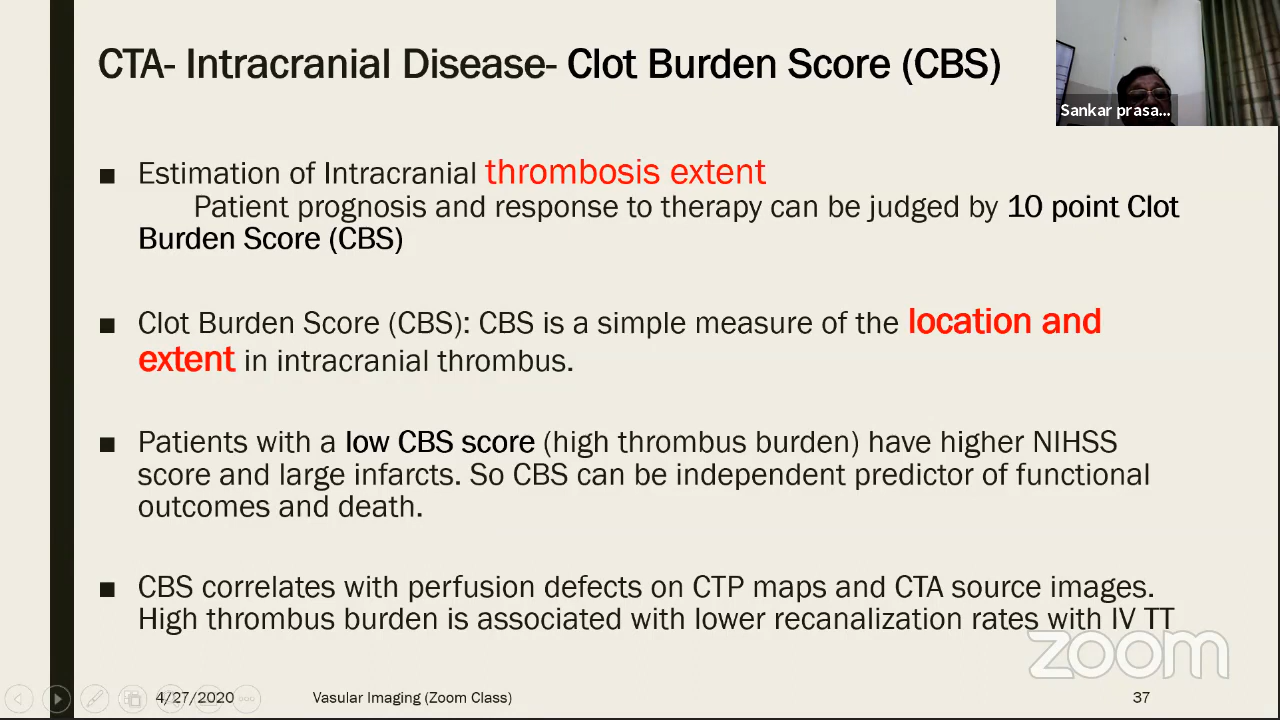 CTA- Intracranial Disease- Clot Burden Score (CBS)
Sankar prasa...
■ Estimation of Intracranial thrombosis extent
Patient prognosis and response to therapy can be judged by 10 point Clot
Burden Score (CBS)
■ Clot Burden Score (CBS): CBS is a simple measure of the location and
extent in intracranial thrombus.
■ Patients with a low CBS score (high thrombus burden) have higher NIHSS
score and large infarcts. So CBS can be independent predictor of functional
outcomes and death.
■ CBS correlates with perfusion defects on CTP maps and CTA source images.
High thrombus burden is associated with lower recanalization rates with IV TT
zoom
4/27/2020
Vasular Imaging (Zoom Class)
37